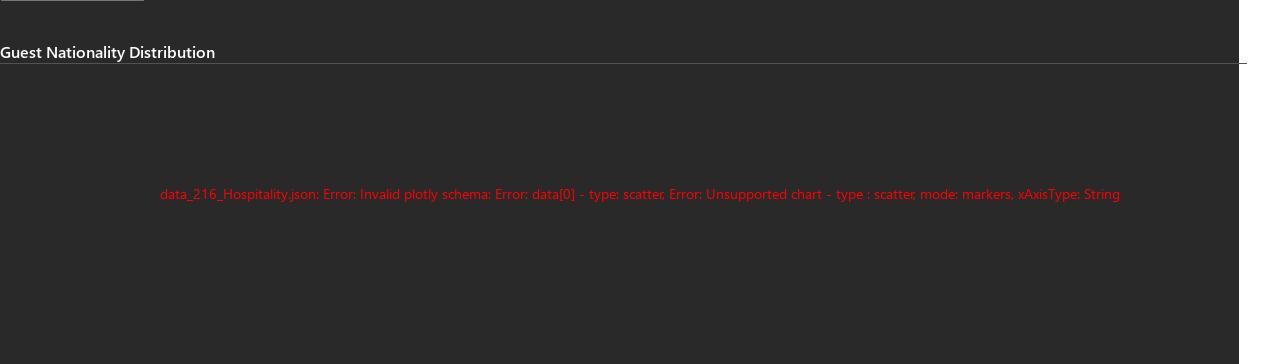 Guest Nationality Distribution
data_216_Hospitality.json: Error: Invalid plotly schema: Error: data[0] - type: scatter, Error: Unsupported chart - type : scatter, mode: markers, xAxisType: String